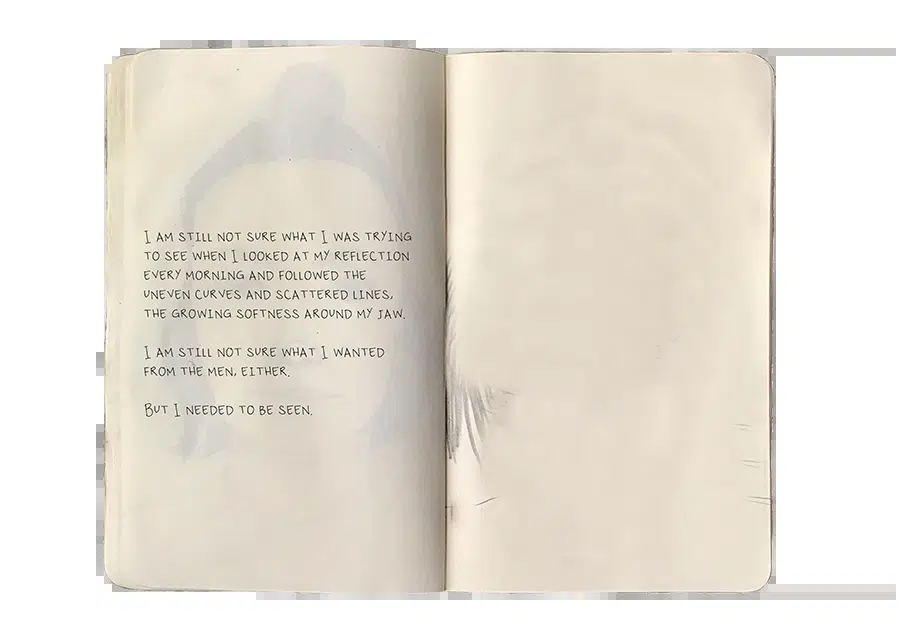 I AM STILL NOT SURE WHAT I WAS TRYING
TO SEE WHEN I LOOKED AT MY REFLECTION
EVERY MORNING AND FOLLOWED THE
UNEVEN CURVES AND SCATTERED LINES,
THE GROWING SOFTNESS AROUND MY JAW.
I AM STILL NOT SURE WHAT I WANTED
FROM THE MEN, EITHER.
BUT I NEEDED TO BE SEEN.